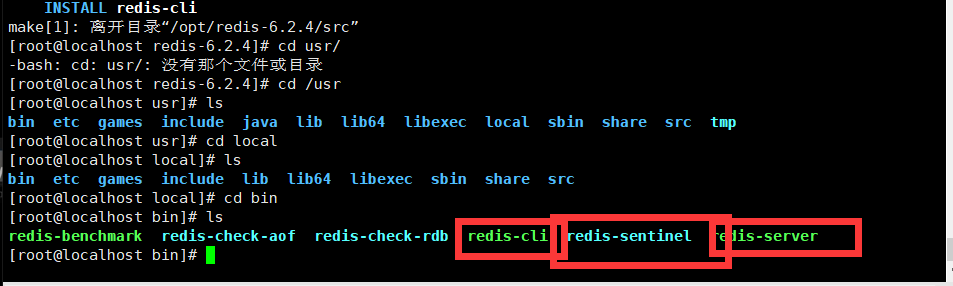 INSTALL redis-cli
make[1]: 离开目录“/opt/redis-6.2.4/src”
[root@localhost redis-6.2.4]# cd usr/
-bash: cd: usr/: 没有那个文件或目录
[root@localhost redis-6.2.4]# cd /usr
[root@localhost usr]# ls
bin etc games include java lib lib64 libexec local sbin share src tmp
[root@localhost usr]# cd local
[root@localhost local]# ls
bin etc games include lib lib64 libexec sbin share src
[root@localhost local]# cd bin
[root@localhost bin]# ls
redis-benchmark redis-check-aof redis-check-rdb redis-cli redis-sentinel redis-server
[root@localhost bin]#